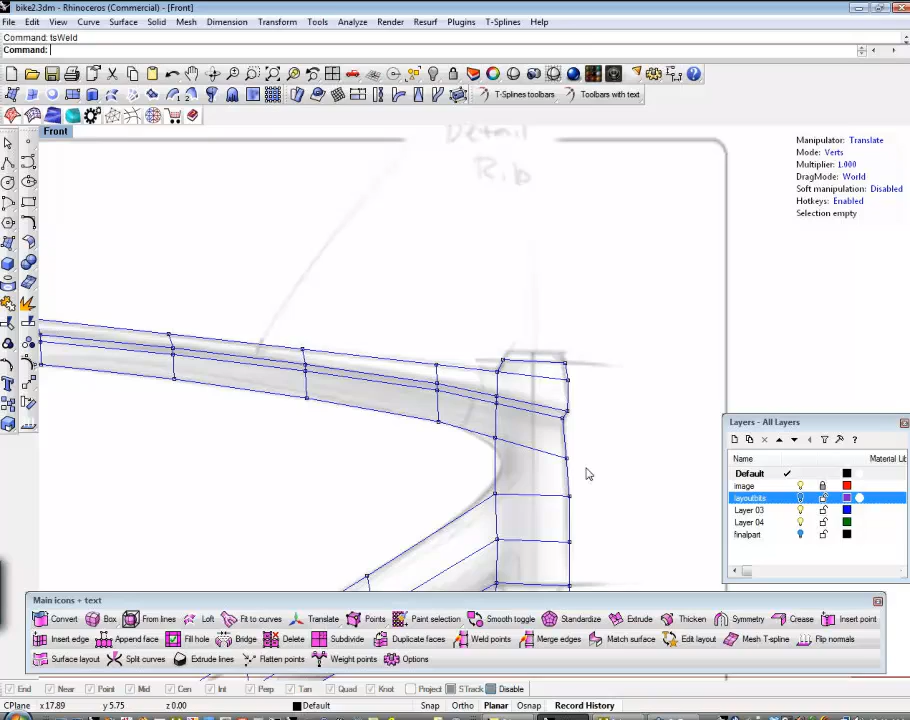 bike2.3dm - Rhinoceros (Commercial) - [Front]
File Edit View Curve Surface Solid Mesh Dimension Transform Tools Analyze Render Resurf Plugins T-Splines Help
Command: tsWeld
Command:
T-Splines toolbars Toolbars with text
Front
Detail
Rib
Manipulator: Translate
Mode: Verts
Multiplier: 1.000
DragMode: World
Soft manipulation: Disabled
Hotkeys: Enabled
Selection empty
Layers - All Layers
Name Material Lib
Default
image
layoutbits
Layer 03
Layer 04
finalpart
Main icons + text
Convert Box From lines Loft Fit to curves Translate Points Paint selection Smooth toggle Standardize Extrude Thicken Symmetry Crease Insert point
Insert edge Append face Fill hole Bridge Delete Subdivide Duplicate faces Weld points Merge edges Match surface Edit layout Mesh T-spline Flip normals
Surface layout Split curves Extrude lines Flatten points Weight points Options
End Near Point Mid Cen Int Perp Tan Quad Knot Project STrack Disable
CPlane x 17.89 y 5.75 z 0.00 Default Snap Ortho Planar Osnap Record History